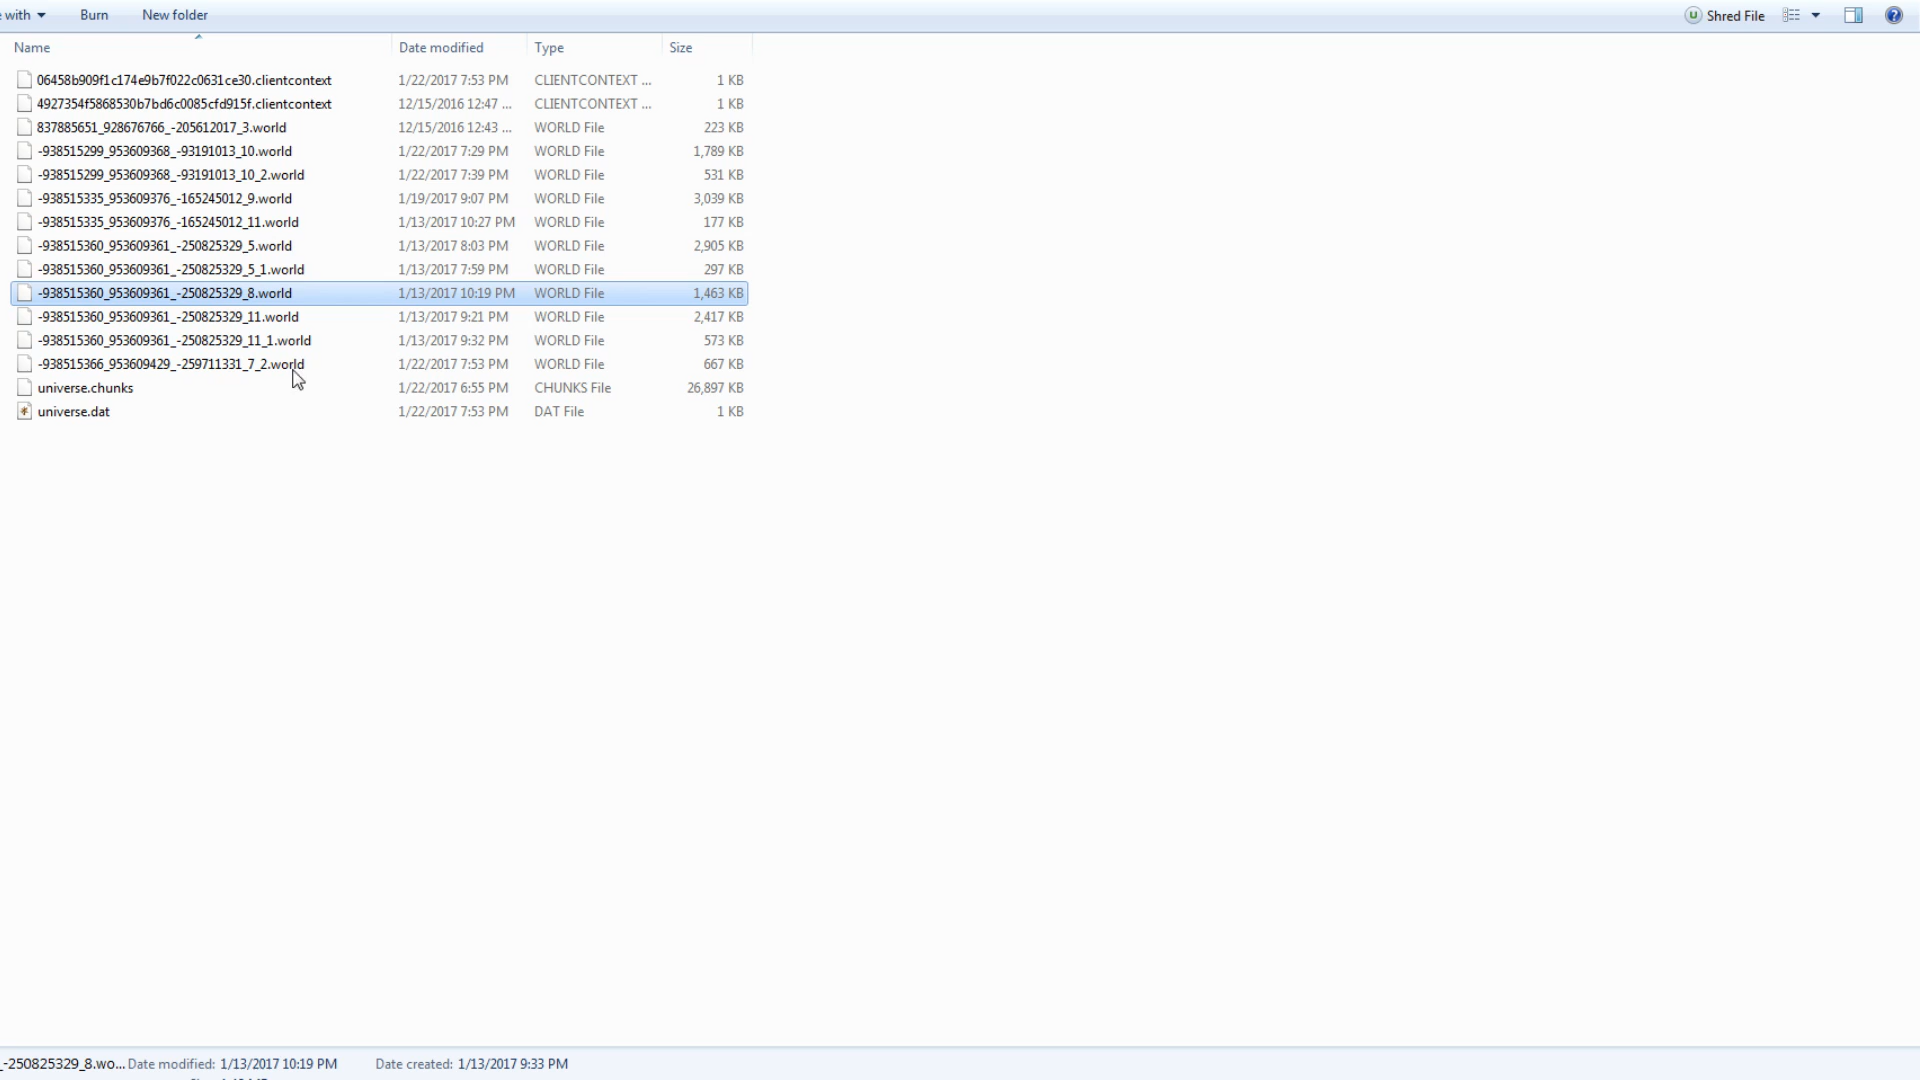 with Burn New folder Shred File
Name Date modified Type Size
06458b909f1c174e9b7f022c0631ce30.clientcontext 1/22/2017 7:53 PM CLIENTCONTEXT ... 1 KB
4927354f5868530b7bd6c0085cfd915f.clientcontext 12/15/2016 12:47 ... CLIENTCONTEXT ... 1 KB
837885651_928676766_-205612017_3.world 12/15/2016 12:43 ... WORLD File 223 KB
-938515299_953609368_-93191013_10.world 1/22/2017 7:29 PM WORLD File 1,789 KB
-938515299_953609368_-93191013_10_2.world 1/22/2017 7:39 PM WORLD File 531 KB
-938515335_953609376_-165245012_9.world 1/19/2017 9:07 PM WORLD File 3,039 KB
-938515335_953609376_-165245012_11.world 1/13/2017 10:27 PM WORLD File 177 KB
-938515360_953609361_-250825329_5.world 1/13/2017 8:03 PM WORLD File 2,905 KB
-938515360_953609361_-250825329_5_1.world 1/13/2017 7:59 PM WORLD File 297 KB
-938515360_953609361_-250825329_8.world 1/13/2017 10:19 PM WORLD File 1,463 KB
-938515360_953609361_-250825329_11.world 1/13/2017 9:21 PM WORLD File 2,417 KB
-938515360_953609361_-250825329_11_1.world 1/13/2017 9:32 PM WORLD File 573 KB
-938515366_953609429_-259711331_7_2.world 1/22/2017 7:53 PM WORLD File 667 KB
universe.chunks 1/22/2017 6:55 PM CHUNKS File 26,897 KB
universe.dat 1/22/2017 7:53 PM DAT File 1 KB
_-250825329_8.wo... Date modified: 1/13/2017 10:19 PM Date created: 1/13/2017 9:33 PM